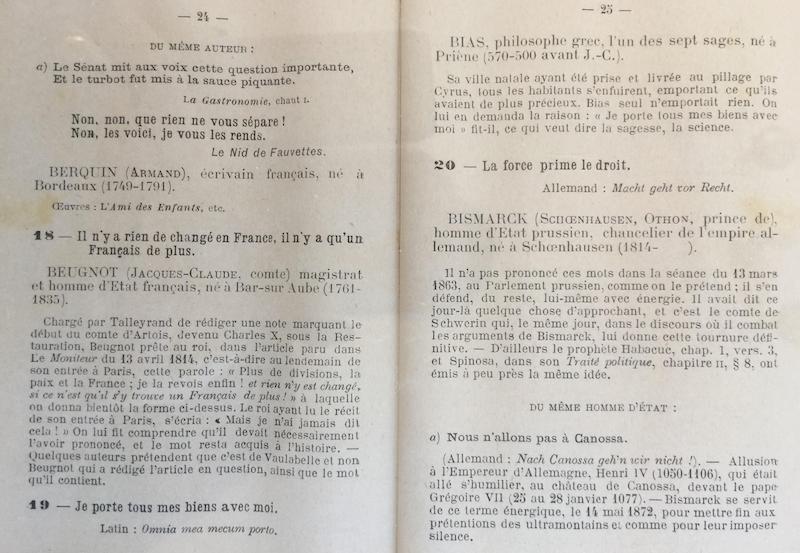 — 24 —
DU MÊME AUTEUR :
a) Le Sénat mit aux voix cette question importante,
Et le turbot fut mis à la sauce piquante.
La Gastronomie, chant I.
Non, non, que rien ne vous sépare !
Non, les voici, je vous les rends.
Le Nid de Fauvettes.
BERQUIN (ARMAND), écrivain français, né à
Bordeaux (1749-1791).
Œuvres : L'Ami des Enfants, etc.
18 — Il n'y a rien de changé en France, il n'y a qu'un
Français de plus.
BEUGNOT (JACQUES-CLAUDE, comte) magistrat
et homme d'Etat français, né à Bar-sur Aube (1761-
1835).
Chargé par Talleyrand de rédiger une note marquant le
début du comte d'Artois, devenu Charles X, sous la Res-
tauration, Beugnot prête au roi, dans l'article paru dans
Le Moniteur du 13 avril 1814, c'est-à-dire au lendemain de
son entrée à Paris, cette parole : « Plus de divisions, la
paix et la France ; je la revois enfin ! et rien n'y est changé,
si ce n'est qu'il s'y trouve un Français de plus ! » à laquelle
on donna bientôt la forme ci-dessus. Le roi ayant lu le récit
de son entrée à Paris, s'écria : « Mais je n'ai jamais dit
cela ! » On lui fit comprendre qu'il devait nécessairement
l'avoir prononcé, et le mot resta acquis à l'histoire. —
Quelques auteurs prétendent que c'est de Vaulabelle et non
Beugnot qui a rédigé l'article en question, ainsi que le mot
qu'il contient.
19 — Je porte tous mes biens avec moi.
Latin : Omnia mea mecum porto.
— 25 —
BIAS, philosophe grec, l'un des sept sages, né à
Priène (570-500 avant J.-C.).
Sa ville natale ayant été prise et livrée au pillage par
Cyrus, tous les habitants s'enfuirent, emportant ce qu'ils
avaient de plus précieux. Bias seul n'emportait rien. On
lui en demanda la raison : « Je porte tous mes biens avec
moi » fit-il, ce qui veut dire la sagesse, la science.
20 — La force prime le droit.
Allemand : Macht geht vor Recht.
BISMARCK (SCHŒNHAUSEN, OTHON, prince de),
homme d'Etat prussien, chancelier de l'empire al-
lemand, né à Schœnhausen (1814- ).
Il n'a pas prononcé ces mots dans la séance du 13 mars
1863, au Parlement prussien, comme on le prétend ; il s'en
défend, du reste, lui-même avec énergie. Il avait dit ce
jour-là quelque chose d'approchant, et c'est le comte de
Schwerin qui, le même jour, dans le discours où il combat
les arguments de Bismarck, lui donne cette tournure défi-
nitive. — D'ailleurs le prophète Habacuc, chap. 1, vers. 3,
et Spinosa, dans son Traité politique, chapitre II, § 8, ont
émis à peu près la même idée.
DU MÊME HOMME D'ÉTAT :
a) Nous n'allons pas à Canossa.
(Allemand : Nach Canossa geh'n wir nicht !). — Allusion
à l'Empereur d'Allemagne, Henri IV (1050-1106), qui était
allé s'humilier, au château de Canossa, devant le pape
Grégoire VII (25 au 28 janvier 1077). — Bismarck se servit
de ce terme énergique, le 14 mai 1872, pour mettre fin aux
prétentions des ultramontains et comme pour leur imposer
silence.